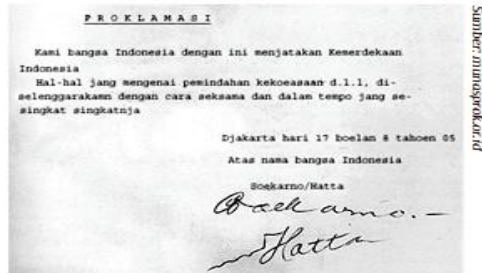 PROKLAMASI
Kami bangsa Indonesia dengan ini menjatakan Kemerdekaan
Indonesia
Hal-hal jang mengenai pemindahan kekoeasaan d.l.l, di-
selenggarakamn dengan cara seksama dan dalam tempo jang se-
singkat singkatnja
Djakarta hari 17 boelan 8 tahoen 05
Atas nama bangsa Indonesia
Soekarno/Hatta
Soekarno.-
Hatta
Sumber: munasprok.or.id